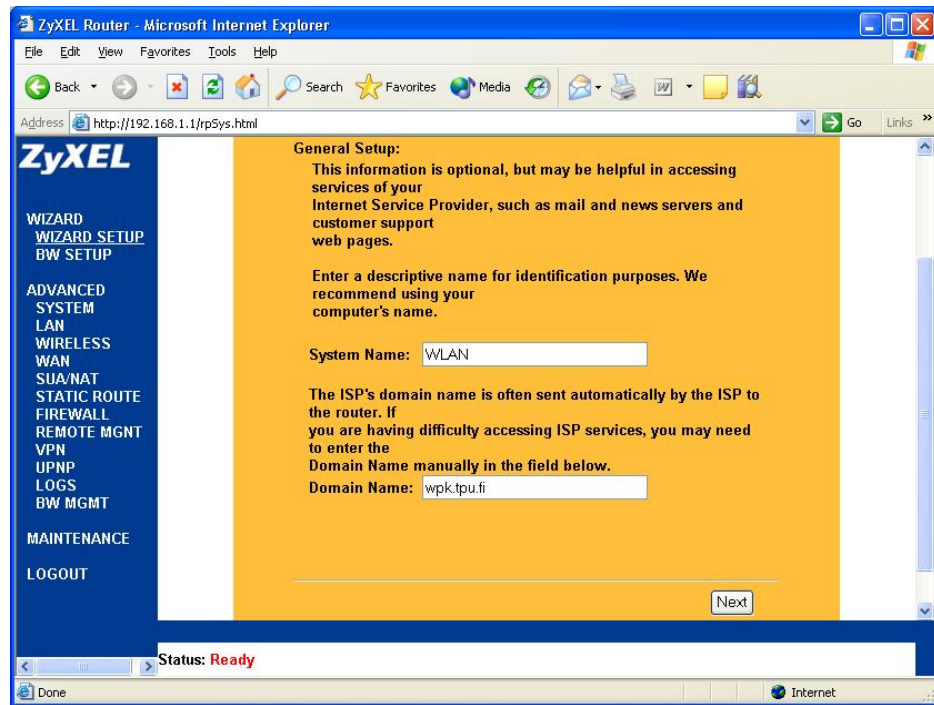 ZyXEL Router - Microsoft Internet Explorer
File Edit View Favorites Tools Help
Back Search Favorites Media
Address http://192.168.1.1/rpSys.html Go Links »
ZyXEL
WIZARD
WIZARD SETUP
BW SETUP
ADVANCED
SYSTEM
LAN
WIRELESS
WAN
SUA/NAT
STATIC ROUTE
FIREWALL
REMOTE MGNT
VPN
UPNP
LOGS
BW MGMT
MAINTENANCE
LOGOUT
General Setup:
This information is optional, but may be helpful in accessing
services of your
Internet Service Provider, such as mail and news servers and
customer support
web pages.
Enter a descriptive name for identification purposes. We
recommend using your
computer's name.
System Name: WLAN
The ISP's domain name is often sent automatically by the ISP to
the router. If
you are having difficulty accessing ISP services, you may need
to enter the
Domain Name manually in the field below.
Domain Name: wpk.tpu.fi
Next
Status: Ready
Done Internet